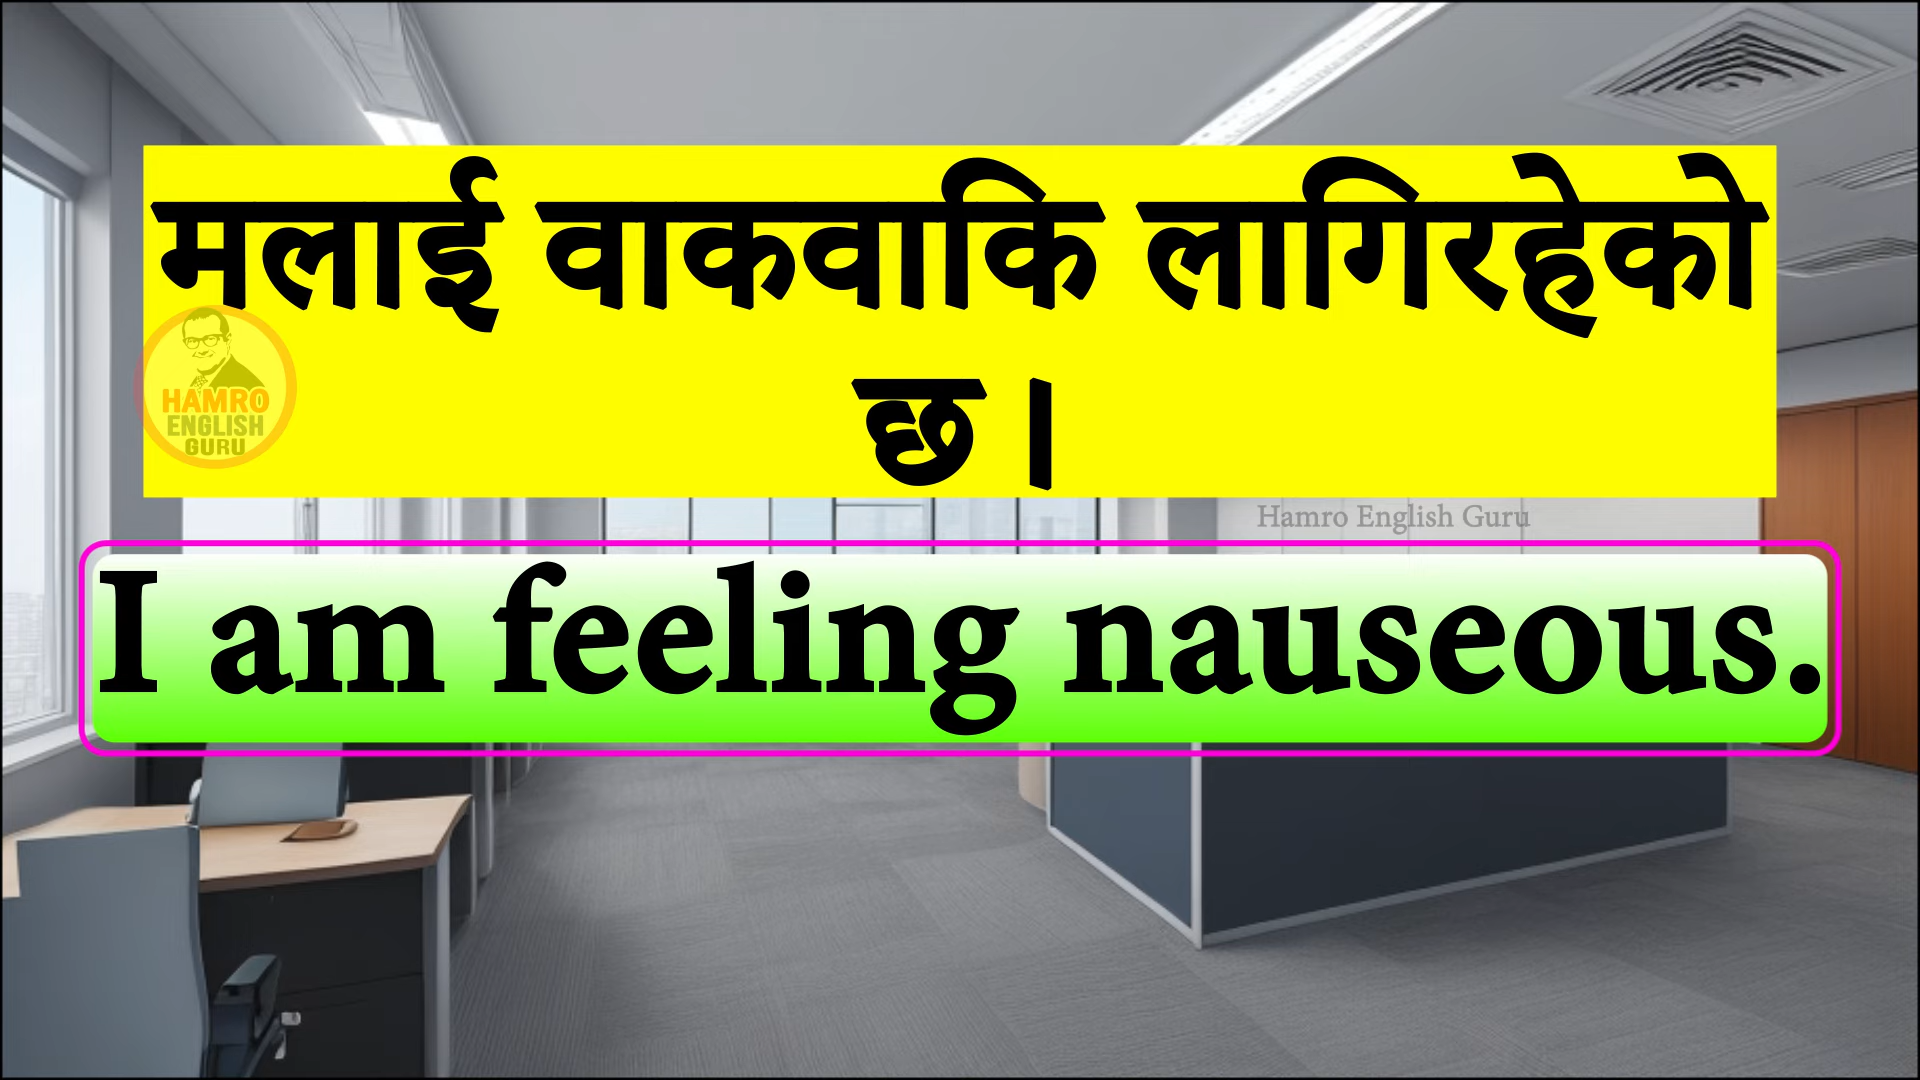 मलाई वाकवाकि लागिरहेको
छ ।
HAMRO
ENGLISH
GURU
Hamro English Guru
I am feeling nauseous.